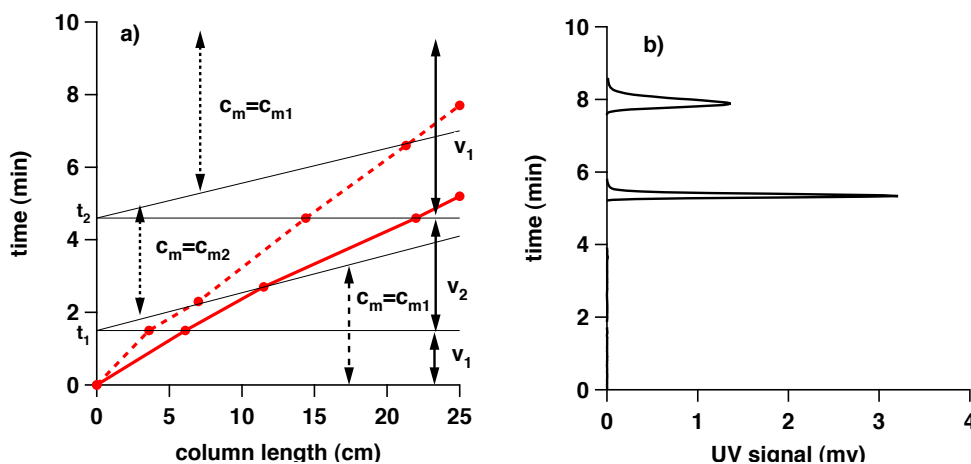 a)
10
8
6
4
2
0
time (min)
t2
t1
cm=cm1
cm=cm2
cm=cm1
v1
v2
v1
0
5
10
15
20
25
column length (cm)
b)
10
8
6
4
2
0
time (min)
0
1
2
3
4
UV signal (mv)